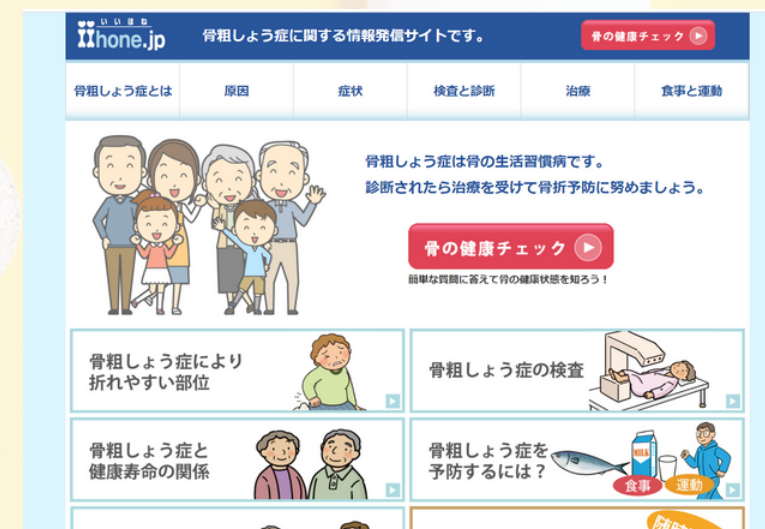 いいほね
iihone.jp
骨粗しょう症に関する情報発信サイトです。
骨の健康チェック
骨粗しょう症とは
原因
症状
検査と診断
治療
食事と運動
骨粗しょう症は骨の生活習慣病です。
診断されたら治療を受けて骨折予防に努めましょう。
骨の健康チェック
簡単な質問に答えて骨の健康状態を知ろう！
骨粗しょう症により
折れやすい部位
骨粗しょう症の検査
骨粗しょう症と
健康寿命の関係
骨粗しょう症を
予防するには？
MILK
食事
運動